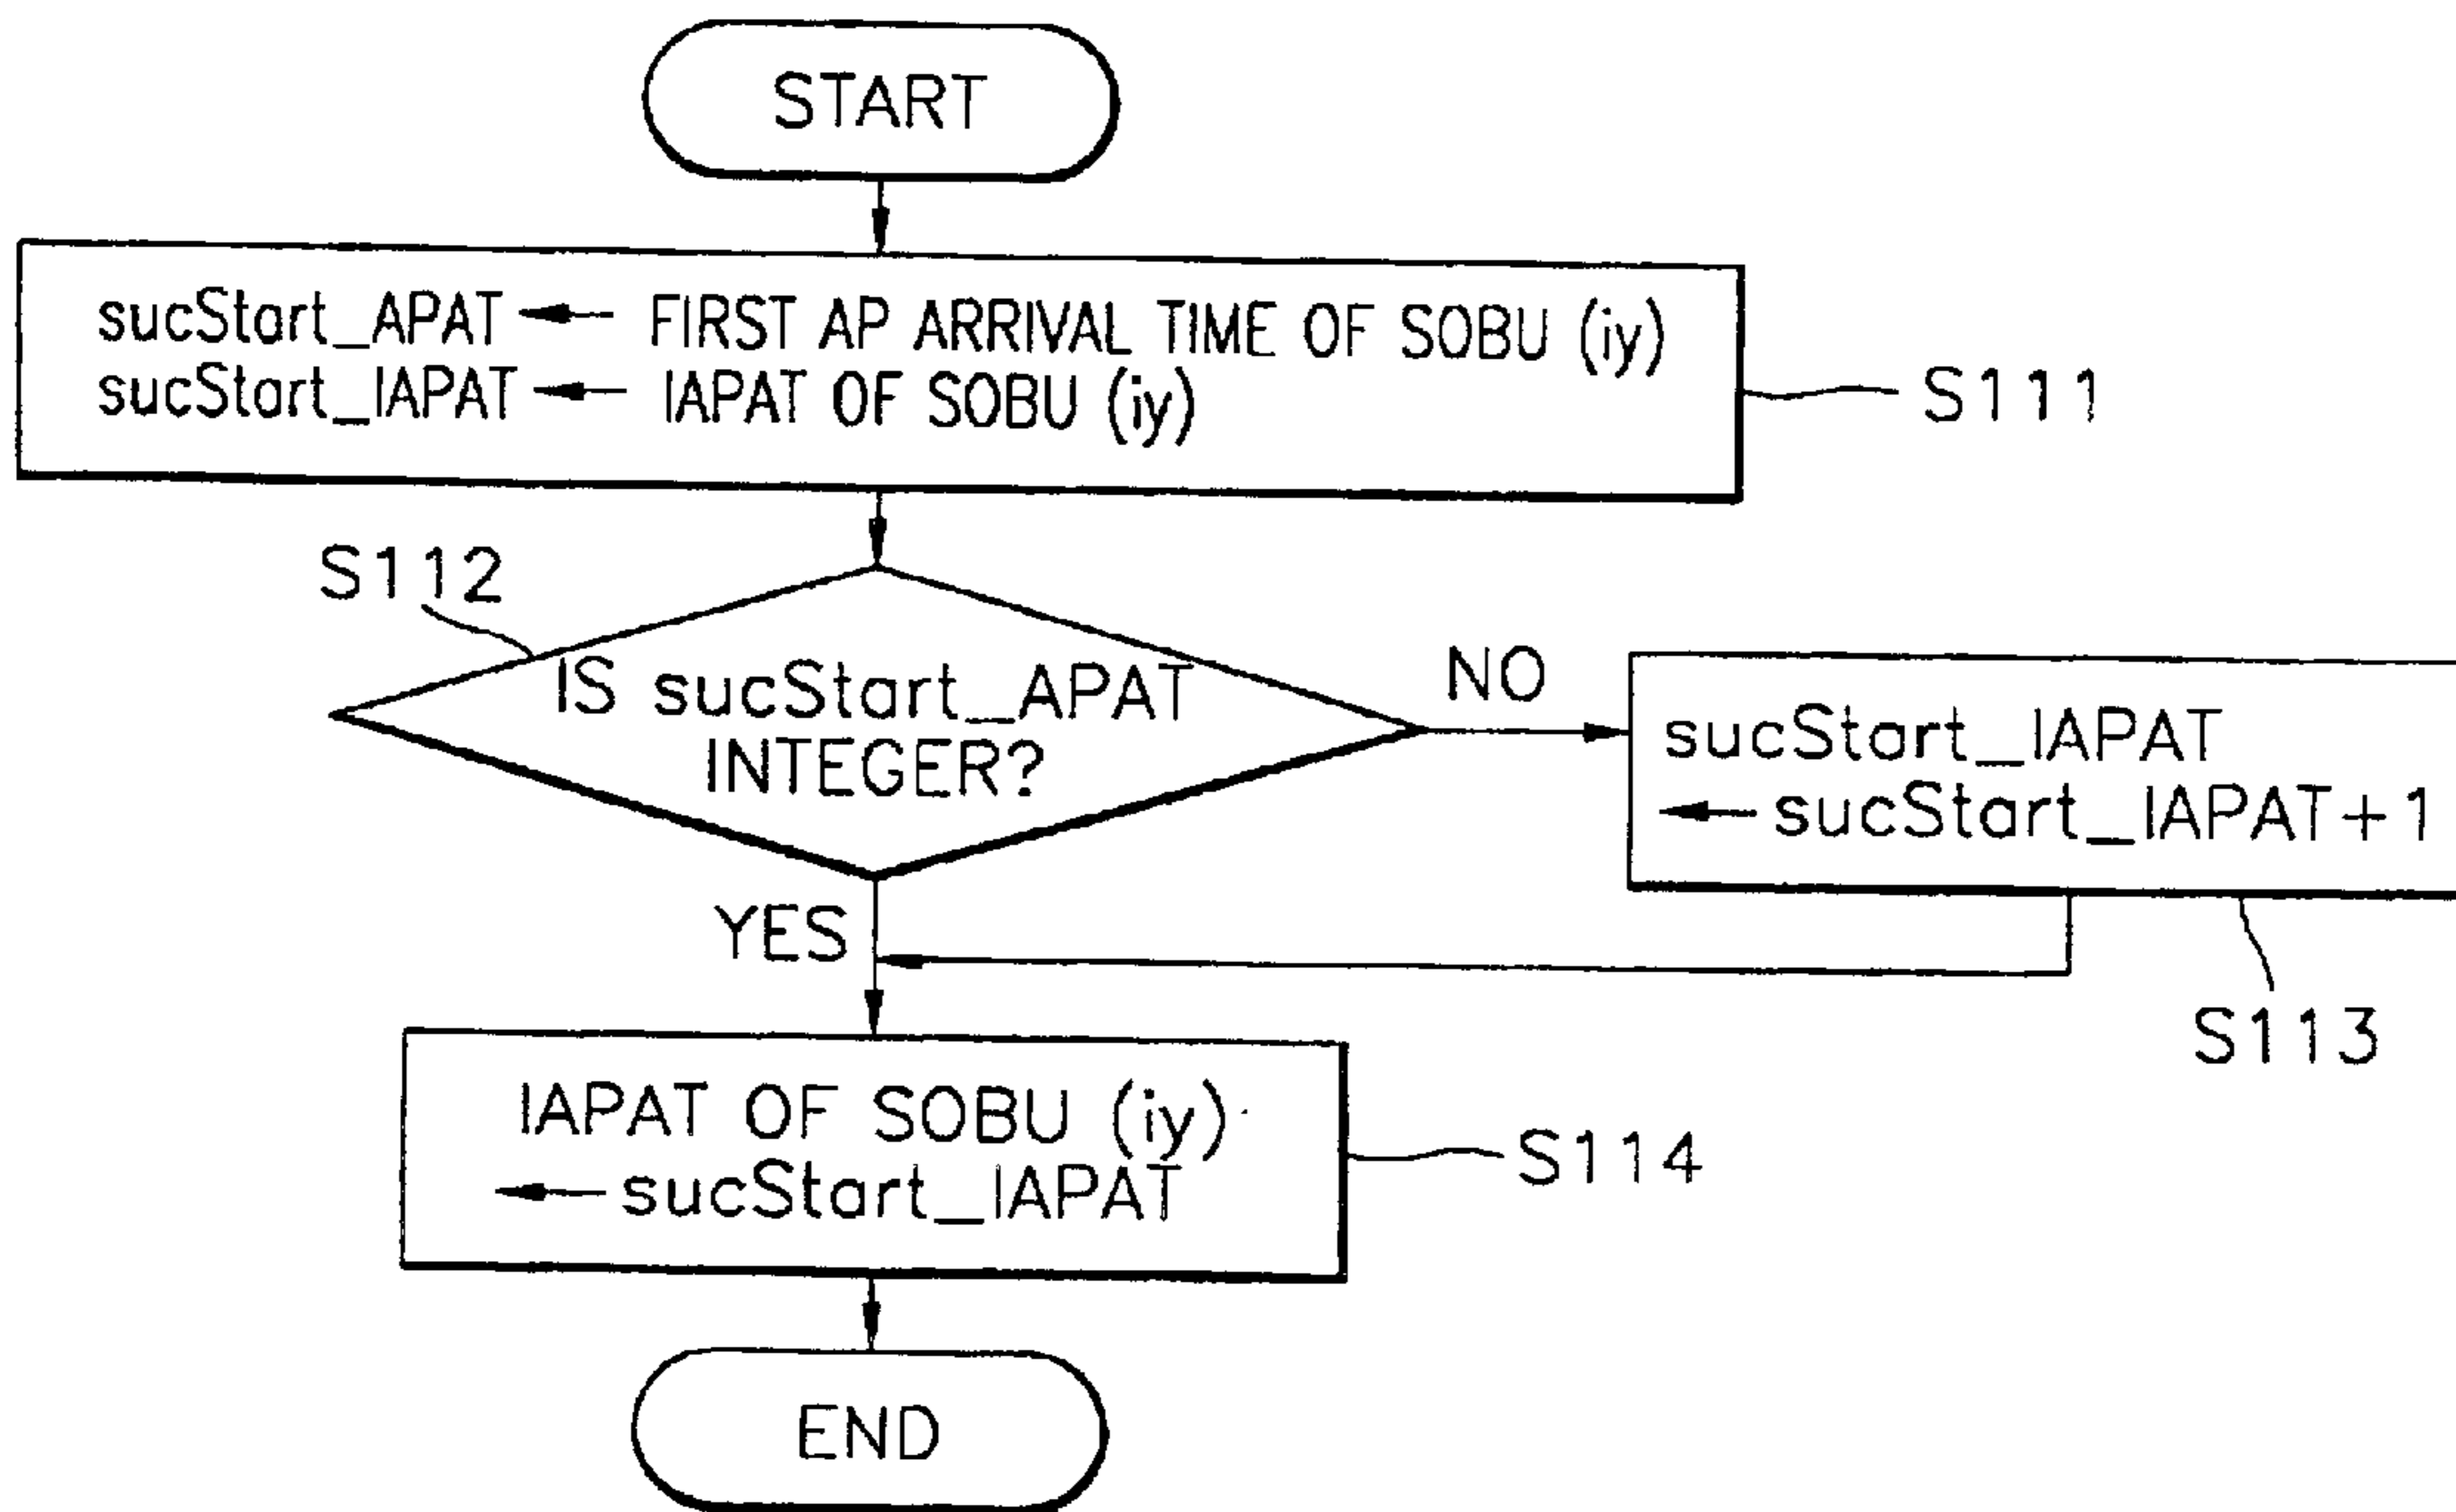 START
sucStart_APAT ← FIRST AP ARRIVAL TIME OF SOBU (iy)
sucStart_IAPAT ← IAPAT OF SOBU (iy)
S111
S112
IS sucStart_APAT
INTEGER?
NO
sucStart_IAPAT
← sucStart_IAPAT+1
YES
S113
IAPAT OF SOBU (iy)
← sucStart_IAPAT
S114
END